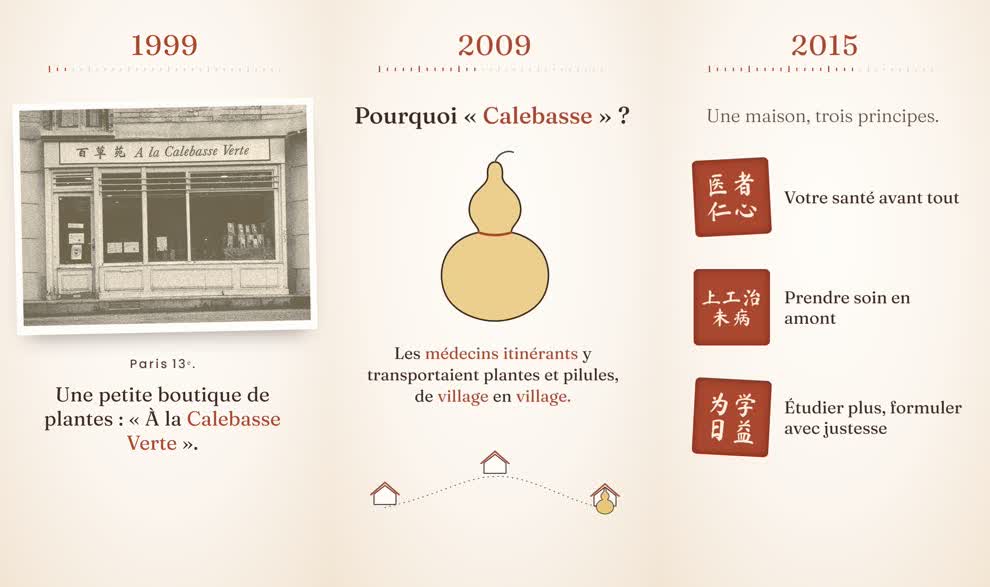 1999
百草苑 A la Calebasse Verte
Paris 13e.
Une petite boutique de
plantes : « À la Calebasse
Verte ».
2009
Pourquoi « Calebasse » ?
Les médecins itinérants y
transportaient plantes et pilules,
de village en village.
2015
Une maison, trois principes.
医者
仁心
Votre santé avant tout
上工治
未病
Prendre soin en
amont
为学
日益
Étudier plus, formuler
avec justesse